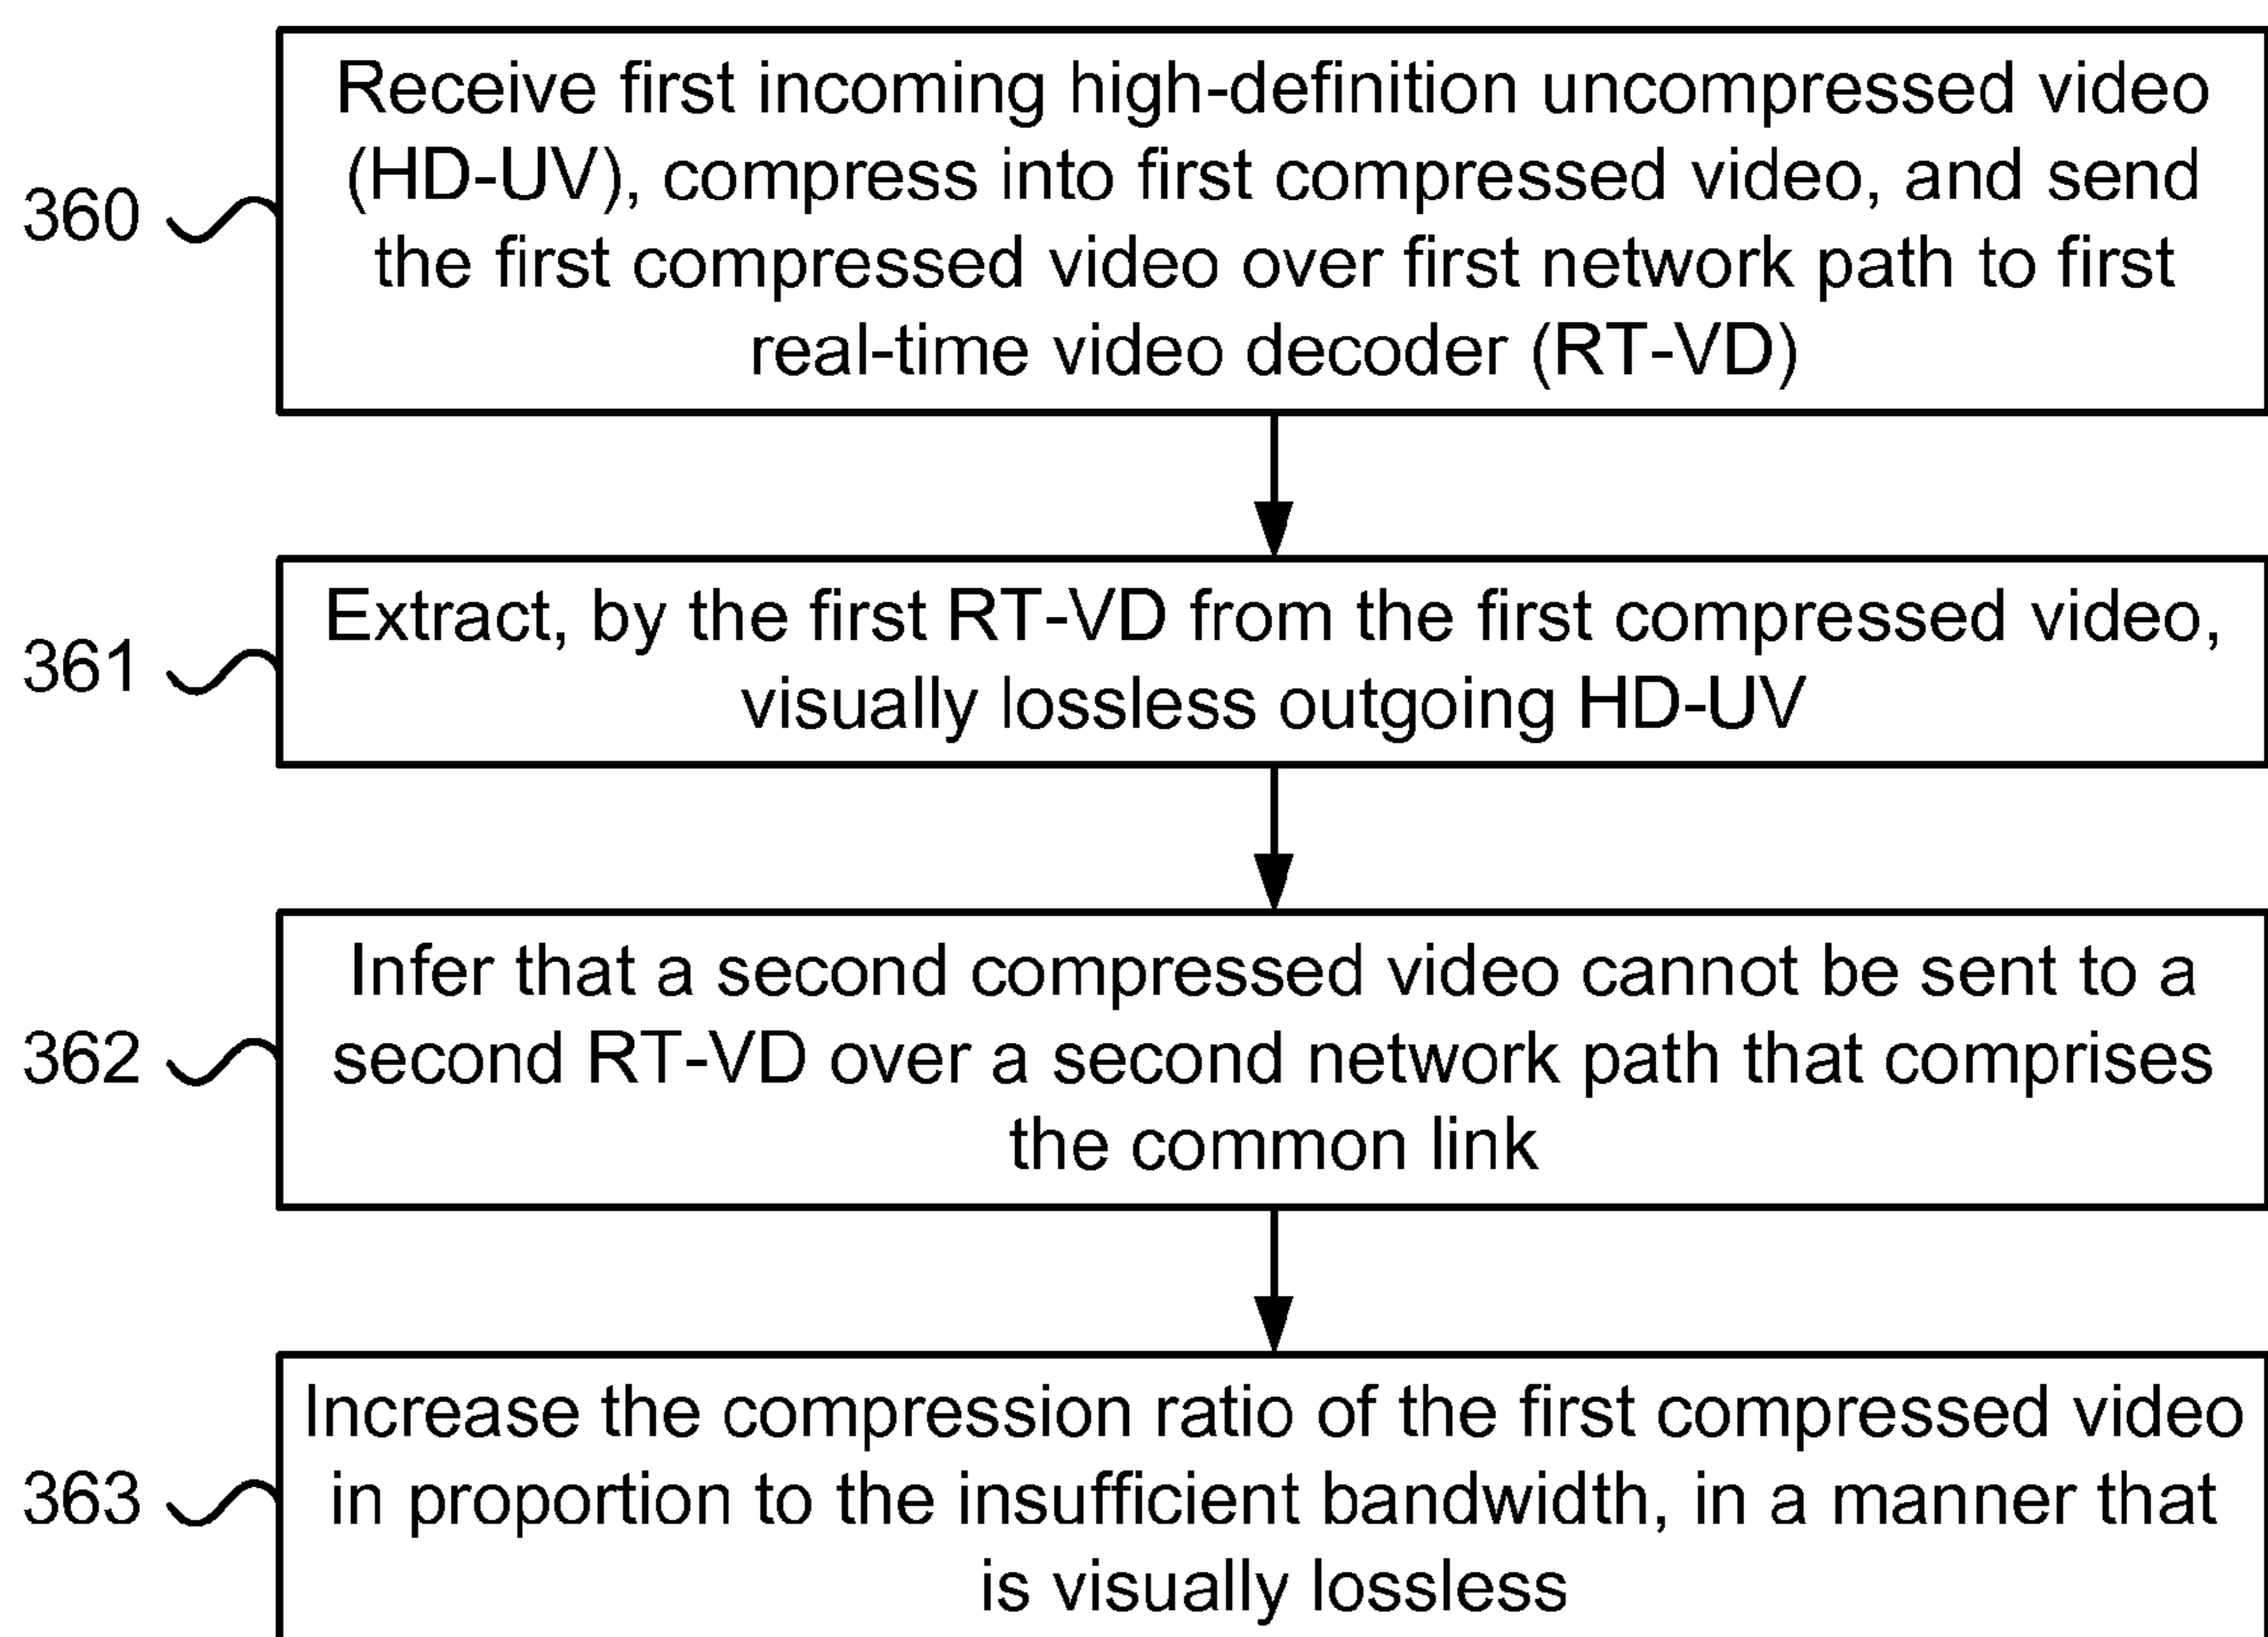 Receive first incoming high-definition uncompressed video
(HD-UV), compress into first compressed video, and send
the first compressed video over first network path to first
real-time video decoder (RT-VD)
360
Extract, by the first RT-VD from the first compressed video,
visually lossless outgoing HD-UV
361
Infer that a second compressed video cannot be sent to a
second RT-VD over a second network path that comprises
the common link
362
Increase the compression ratio of the first compressed video
in proportion to the insufficient bandwidth, in a manner that
is visually lossless
363